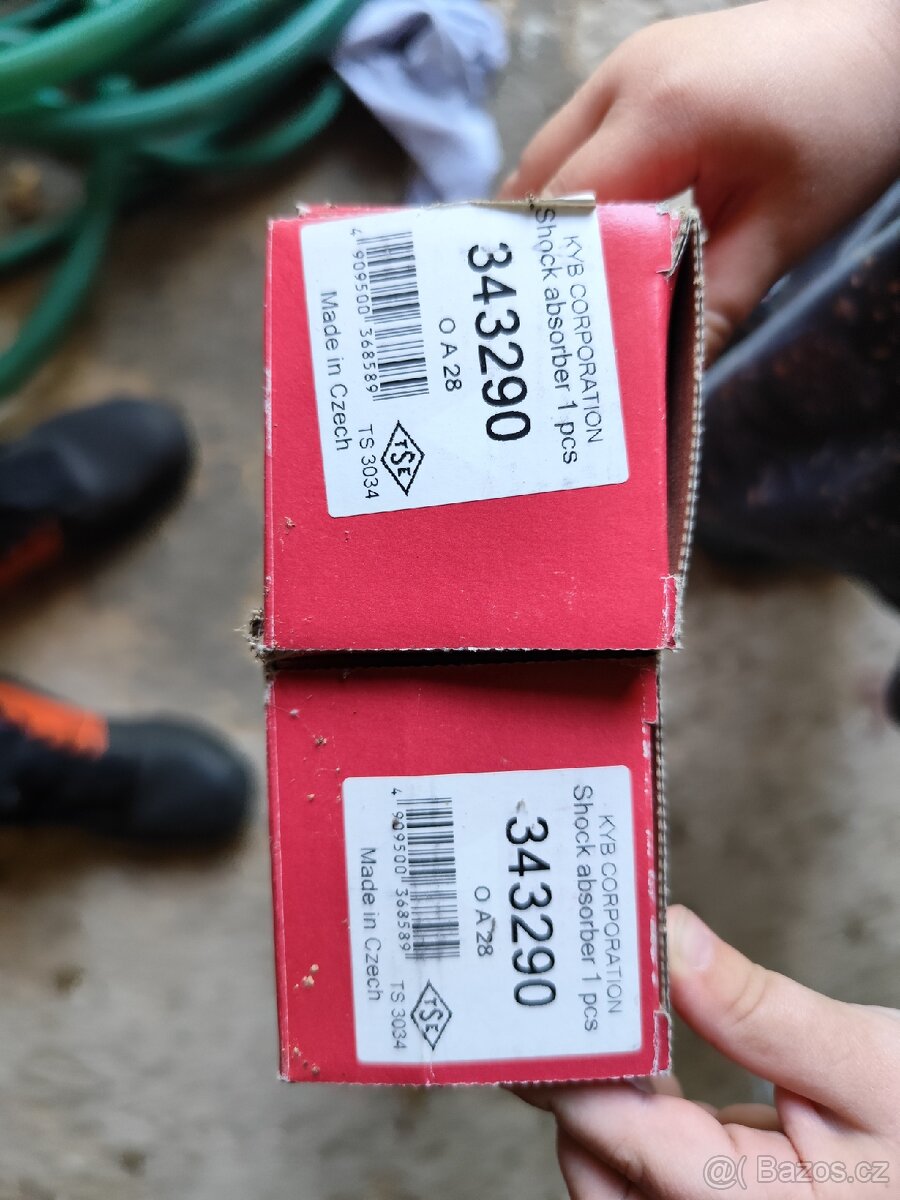 KYB CORPORATION
Shock absorber 1 pcs
343290
O A 28
4 909500 368589
TSE
TS 3034
Made in Czech
KYB CORPORATION
Shock absorber 1 pcs
343290
O A 28
4 909500 368589
TSE
TS 3034
Made in Czech
@( Bazos.cz